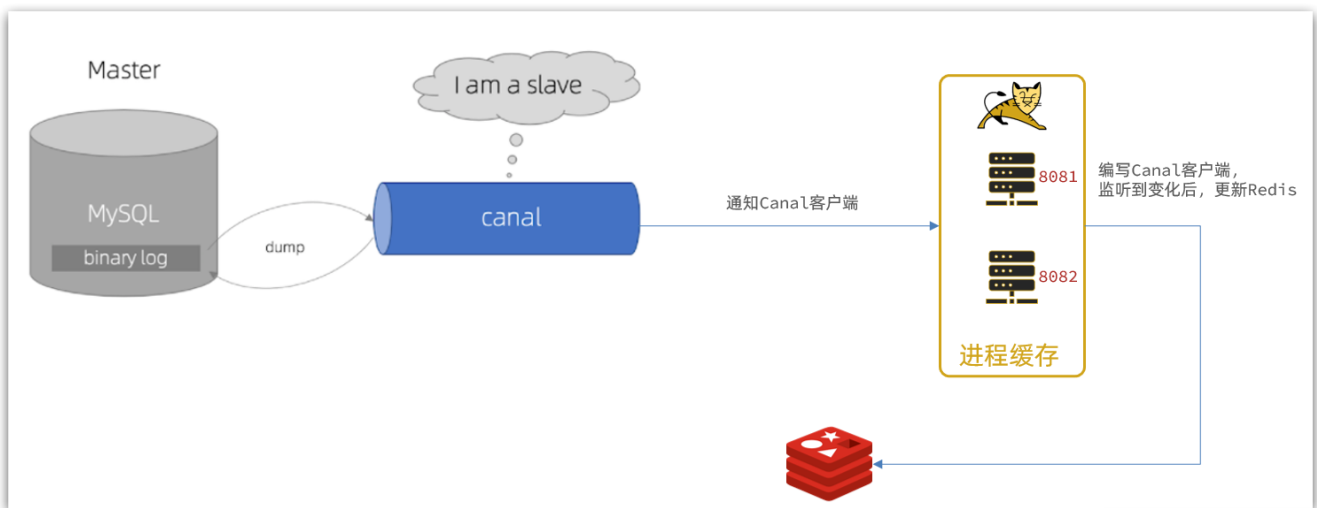 Master
I am a slave
MySQL
binary log
dump
canal
通知Canal客户端
8081
8082
进程缓存
编写Canal客户端，
监听到变化后，更新Redis